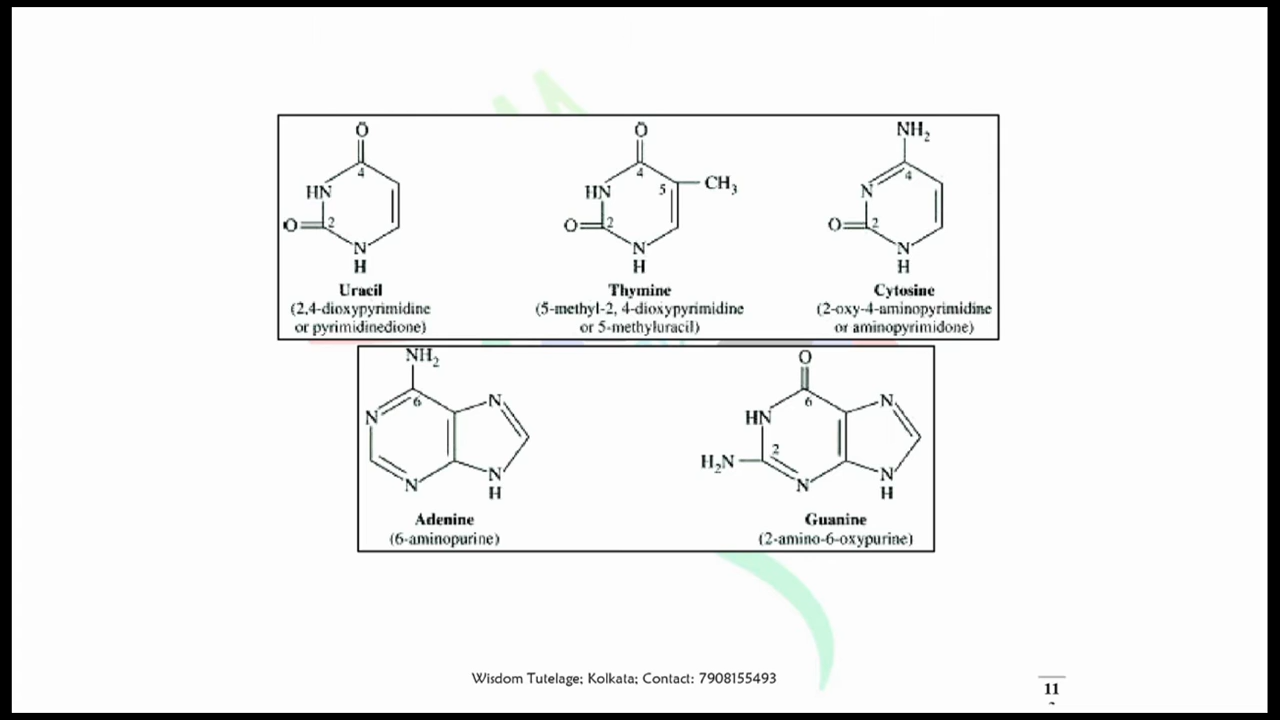 O
4
HN
O
2
N
H
Uracil
(2,4-dioxypyrimidine
or pyrimidinedione)
O
4
5
CH3
HN
O
2
N
H
Thymine
(5-methyl-2, 4-dioxypyrimidine
or 5-methyluracil)
NH2
4
N
O
2
N
H
Cytosine
(2-oxy-4-aminopyrimidine
or aminopyrimidone)
NH2
6
N
N
N
N
H
Adenine
(6-aminopurine)
O
6
N
HN
2
H2N
N
N
H
Guanine
(2-amino-6-oxypurine)
Wisdom Tutelage; Kolkata; Contact: 7908155493
11